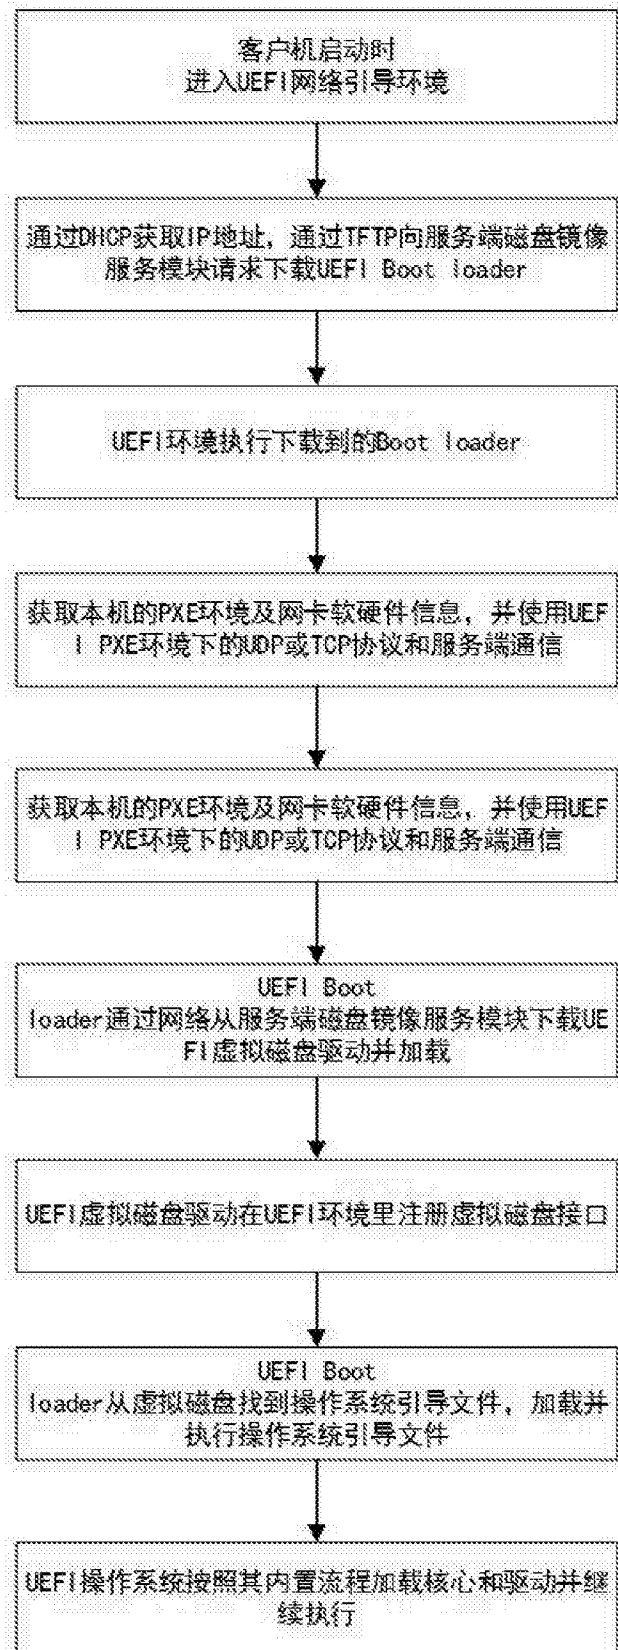 客户机启动时
进入UEFI网络引导环境
通过DHCP获取IP地址，通过TFTP向服务端磁盘镜像
服务模块请求下载UEFI Boot loader
UEFI环境执行下载到的Boot loader
获取本机的PXE环境及网卡软硬件信息，并使用UEF
I PXE环境下的UDP或TCP协议和服务端通信
获取本机的PXE环境及网卡软硬件信息，并使用UEF
I PXE环境下的UDP或TCP协议和服务端通信
UEFI Boot
loader通过网络从服务端磁盘镜像服务模块下载UE
FI虚拟磁盘驱动并加载
UEFI虚拟磁盘驱动在UEFI环境里注册虚拟磁盘接口
UEFI Boot
loader从虚拟磁盘找到操作系统引导文件，加载并
执行操作系统引导文件
UEFI操作系统按照其内置流程加载核心和驱动并继
续执行